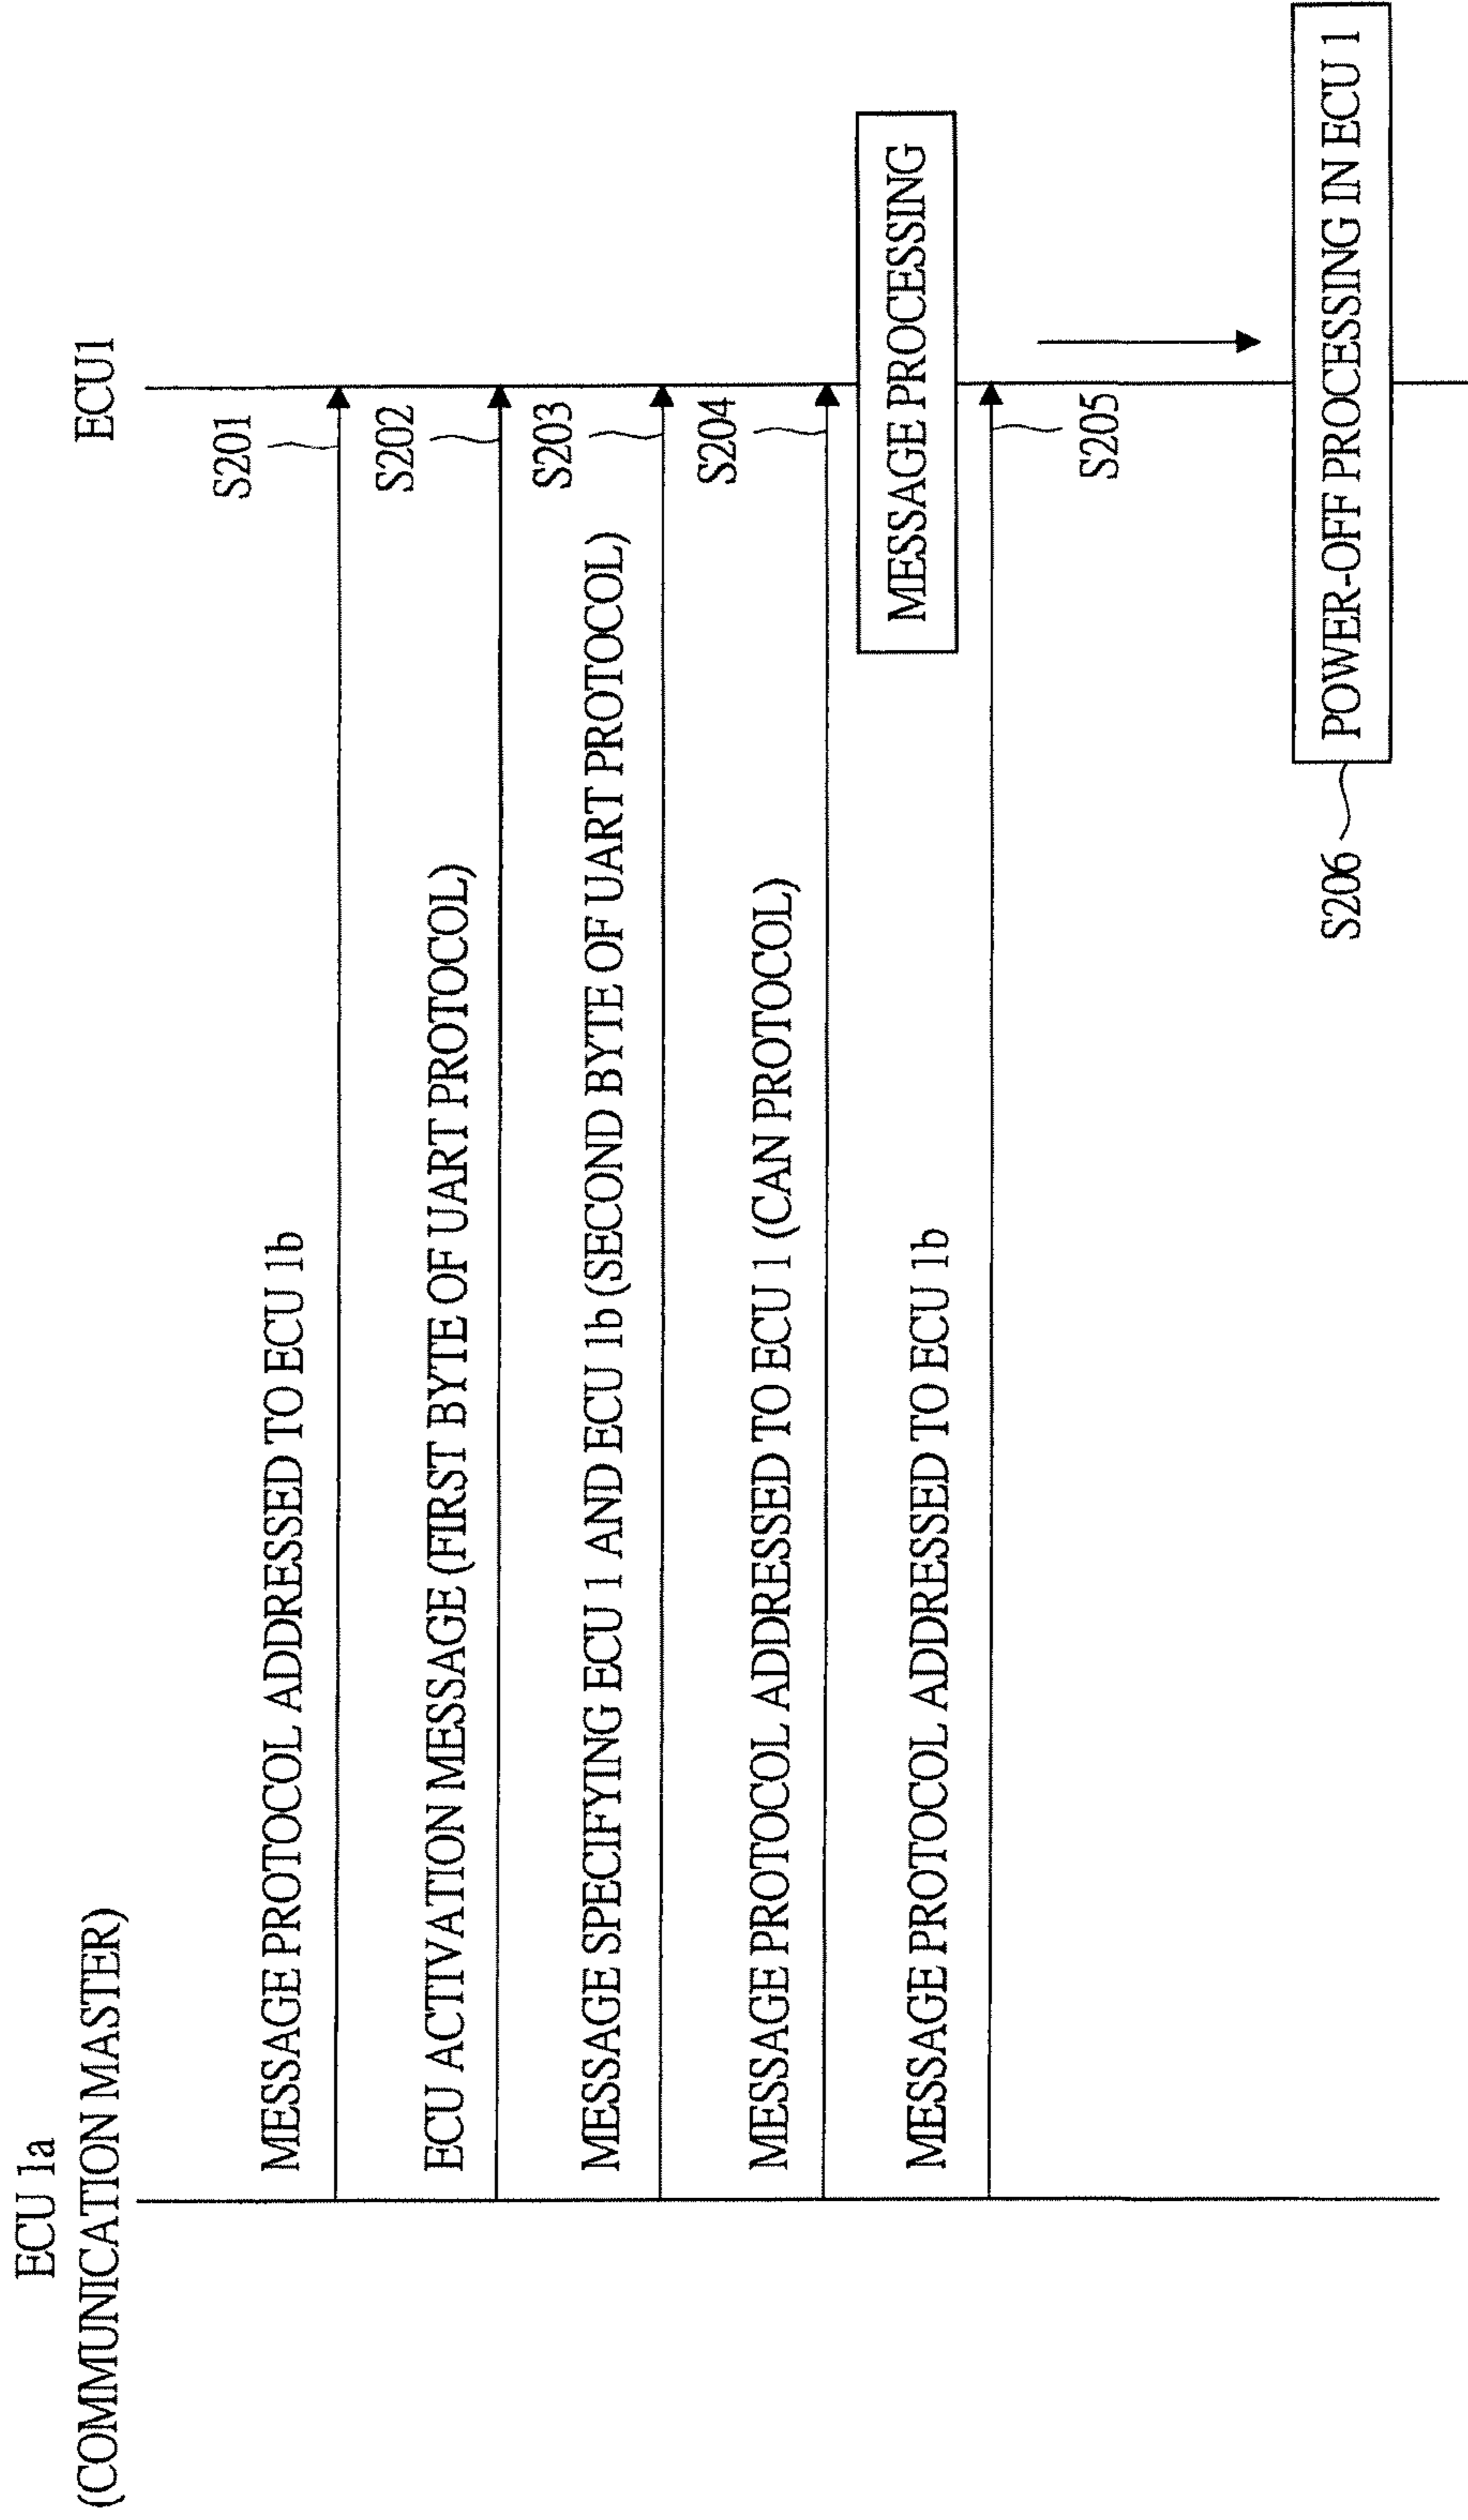 ECU 1a
(COMMUNICATION MASTER)
ECU1
MESSAGE PROTOCOL ADDRESSED TO ECU 1b
S201
ECU ACTIVATION MESSAGE (FIRST BYTE OF UART PROTOCOL)
S202
MESSAGE SPECIFYING ECU 1 AND ECU 1b (SECOND BYTE OF UART PROTOCOL)
S203
MESSAGE PROTOCOL ADDRESSED TO ECU 1 (CAN PROTOCOL)
S204
MESSAGE PROCESSING
MESSAGE PROTOCOL ADDRESSED TO ECU 1b
S205
S206
POWER-OFF PROCESSING IN ECU 1